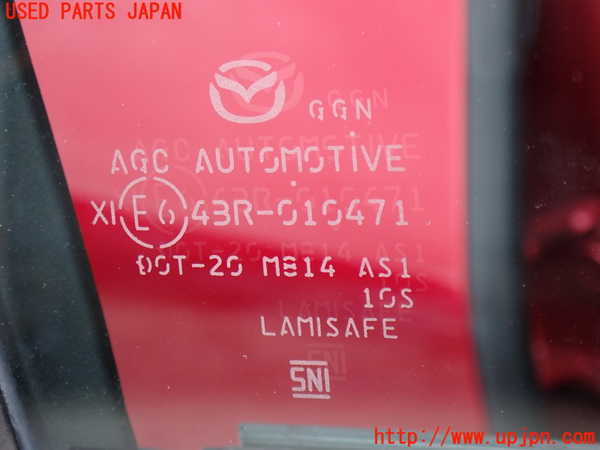 USED PARTS JAPAN
GGN
AGC AUTOMOTIVE
XI E6 43R-010471
DOT-20 M814 AS1
10S
LAMISAFE
SNI
http://www.upjpn.com/